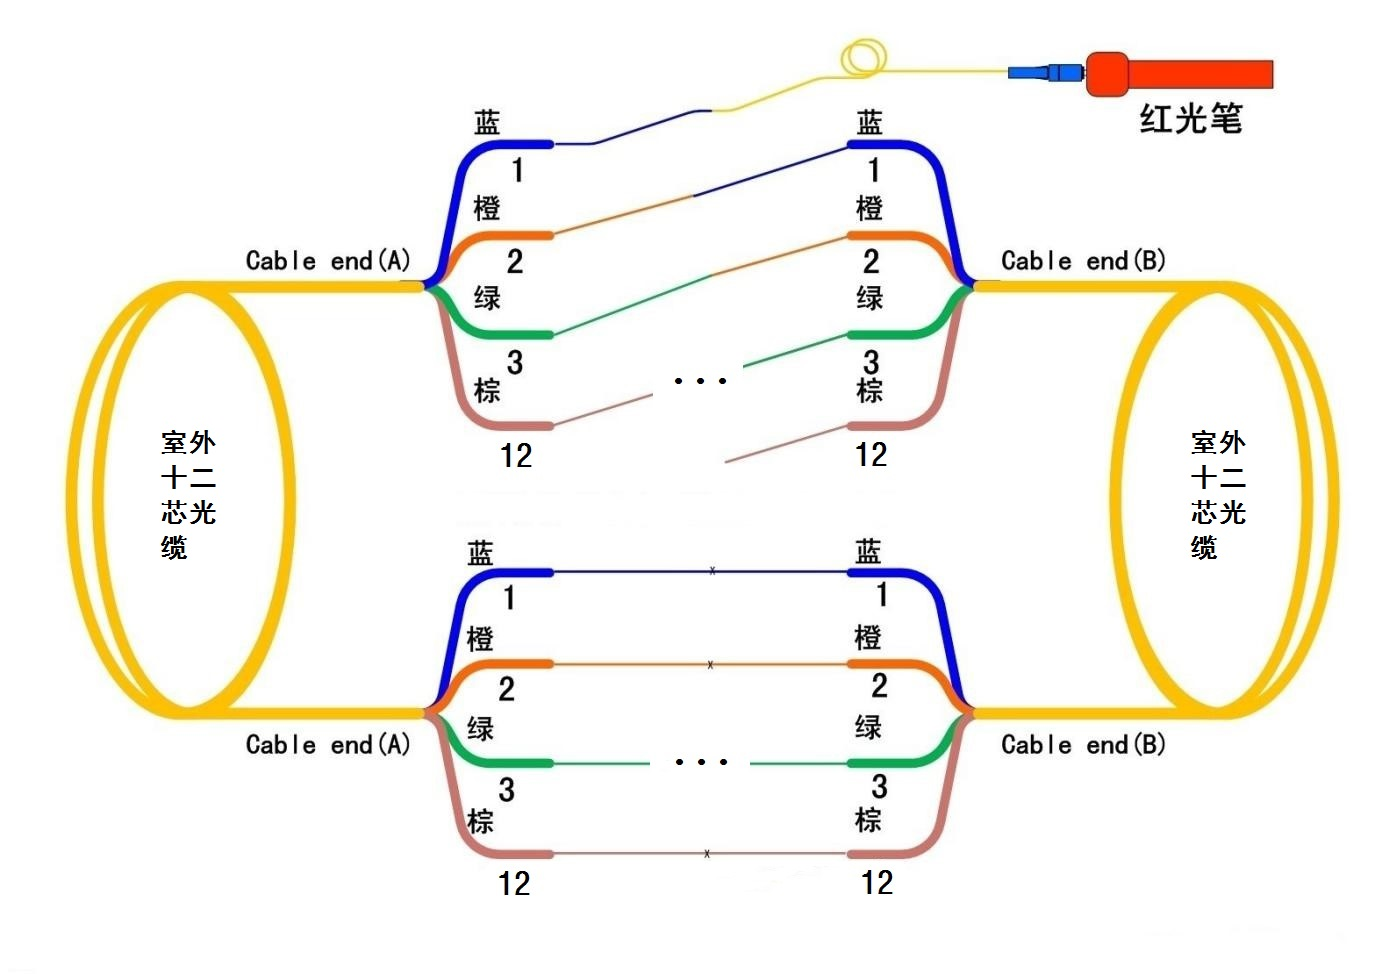 红光笔
蓝
1
橙
2
绿
3
棕
12
...
蓝
1
橙
2
绿
3
棕
12
Cable end(A)
Cable end(B)
室外
十二
芯光
缆
室外
十二
芯光
缆
蓝
1
橙
2
绿
3
棕
12
...
蓝
1
橙
2
绿
3
棕
12
Cable end(A)
Cable end(B)